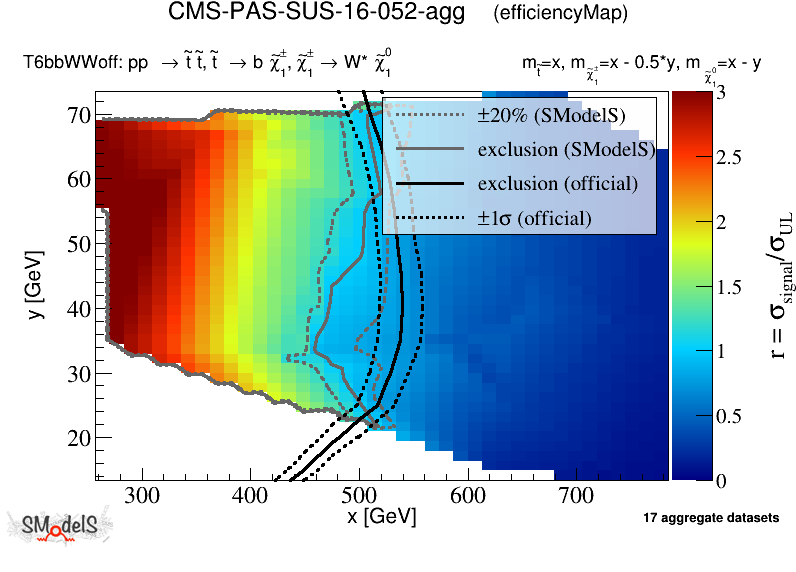 CMS-PAS-SUS-16-052-agg (efficiencyMap)
T6bbWWoff: pp → t̃ t̃, t̃ → b χ̃₁±, χ̃₁± → W* χ̃₁⁰ m_t̃=x, m_χ̃₁±=x - 0.5*y, m_χ̃₁⁰=x - y
±20% (SModelS)
exclusion (SModelS)
exclusion (official)
±1σ (official)
y [GeV]
70
60
50
40
30
20
300 400 500 600 700
x [GeV]
3
2.5
2
1.5
1
0.5
0
r = σ_signal/σ_UL
SModelS
17 aggregate datasets